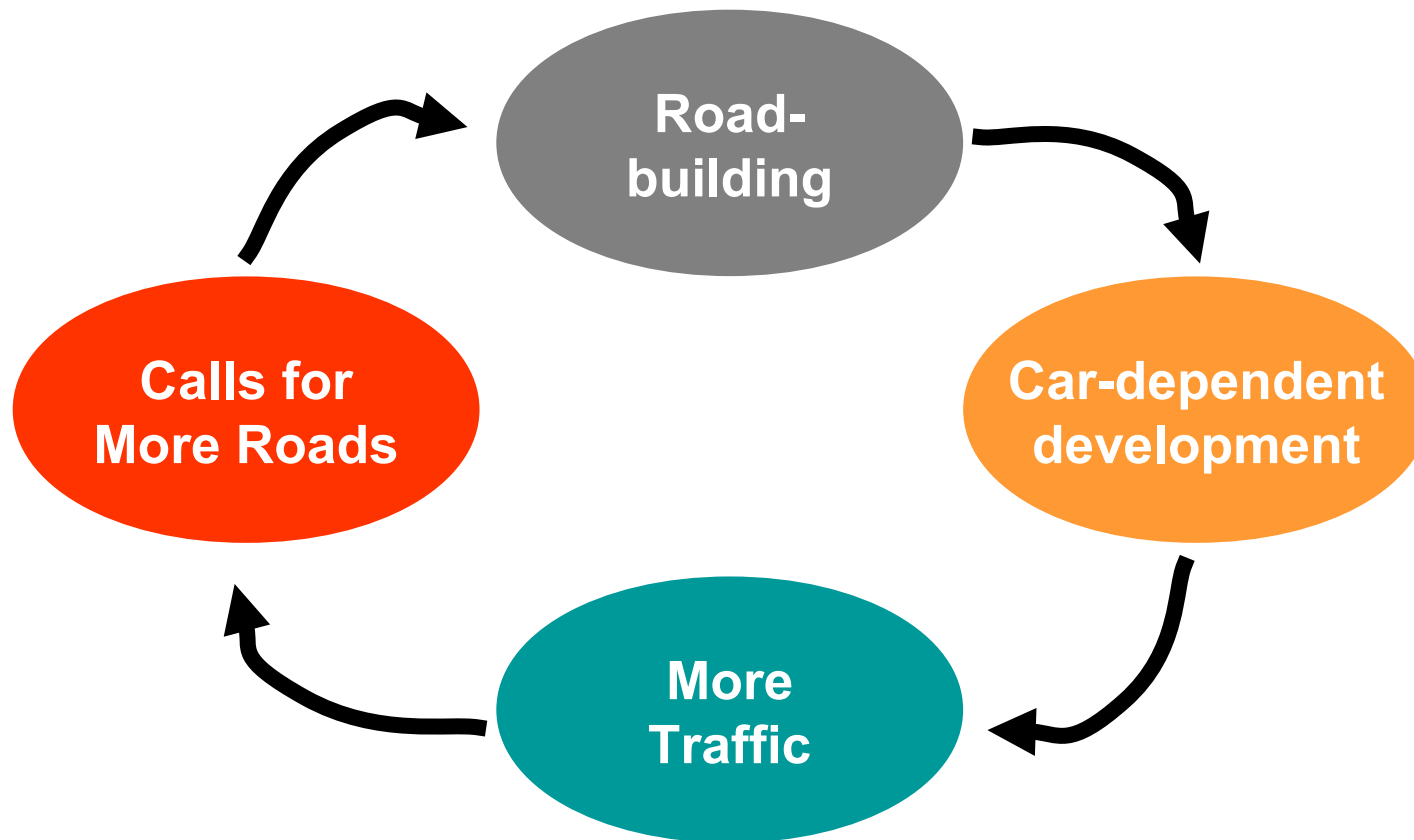 Road-
building
Car-dependent
development
More
Traffic
Calls for
More Roads